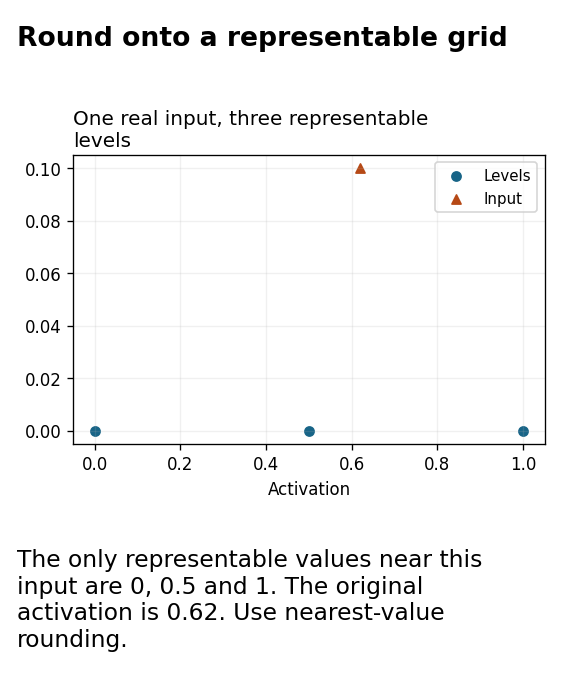 Round onto a representable grid
One real input, three representable
levels
0.10
0.08
0.06
0.04
0.02
0.00
Levels
Input
0.0 0.2 0.4 0.6 0.8 1.0
Activation
The only representable values near this
input are 0, 0.5 and 1. The original
activation is 0.62. Use nearest-value
rounding.